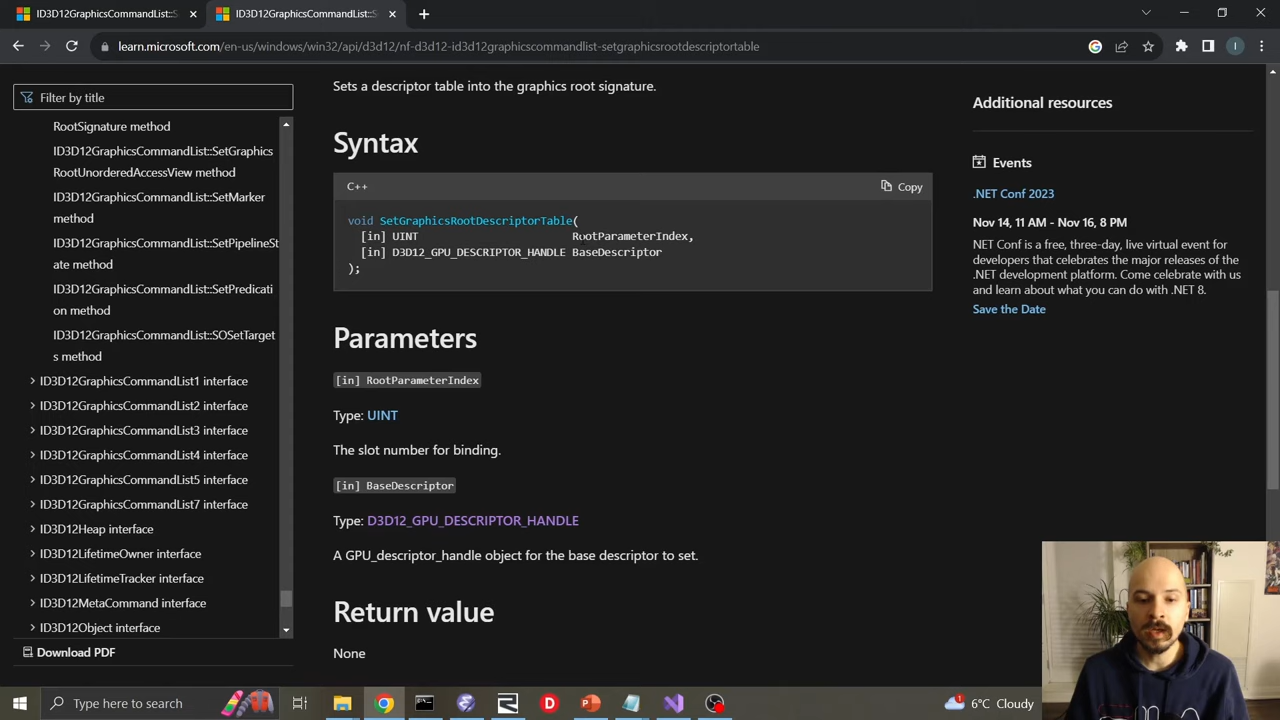 ID3D12GraphicsCommandList::S
ID3D12GraphicsCommandList::S
learn.microsoft.com/en-us/windows/win32/api/d3d12/nf-d3d12-id3d12graphicscommandlist-setgraphicsrootdescriptortable
Filter by title
RootSignature method
ID3D12GraphicsCommandList::SetGraphics
RootUnorderedAccessView method
ID3D12GraphicsCommandList::SetMarker
method
ID3D12GraphicsCommandList::SetPipelineSt
ate method
ID3D12GraphicsCommandList::SetPredicati
on method
ID3D12GraphicsCommandList::SOSetTarget
s method
ID3D12GraphicsCommandList1 interface
ID3D12GraphicsCommandList2 interface
ID3D12GraphicsCommandList3 interface
ID3D12GraphicsCommandList4 interface
ID3D12GraphicsCommandList5 interface
ID3D12GraphicsCommandList7 interface
ID3D12Heap interface
ID3D12LifetimeOwner interface
ID3D12LifetimeTracker interface
ID3D12MetaCommand interface
ID3D12Object interface
Download PDF
Sets a descriptor table into the graphics root signature.
Syntax
C++
Copy
void SetGraphicsRootDescriptorTable(
[in] UINT RootParameterIndex,
[in] D3D12_GPU_DESCRIPTOR_HANDLE BaseDescriptor
);
Parameters
[in] RootParameterIndex
Type: UINT
The slot number for binding.
[in] BaseDescriptor
Type: D3D12_GPU_DESCRIPTOR_HANDLE
A GPU_descriptor_handle object for the base descriptor to set.
Return value
None
Additional resources
Events
.NET Conf 2023
Nov 14, 11 AM - Nov 16, 8 PM
.NET Conf is a free, three-day, live virtual event for
developers that celebrates the major releases of the
.NET development platform. Come celebrate with us
and learn about what you can do with .NET 8.
Save the Date
Type here to search
6°C Cloudy